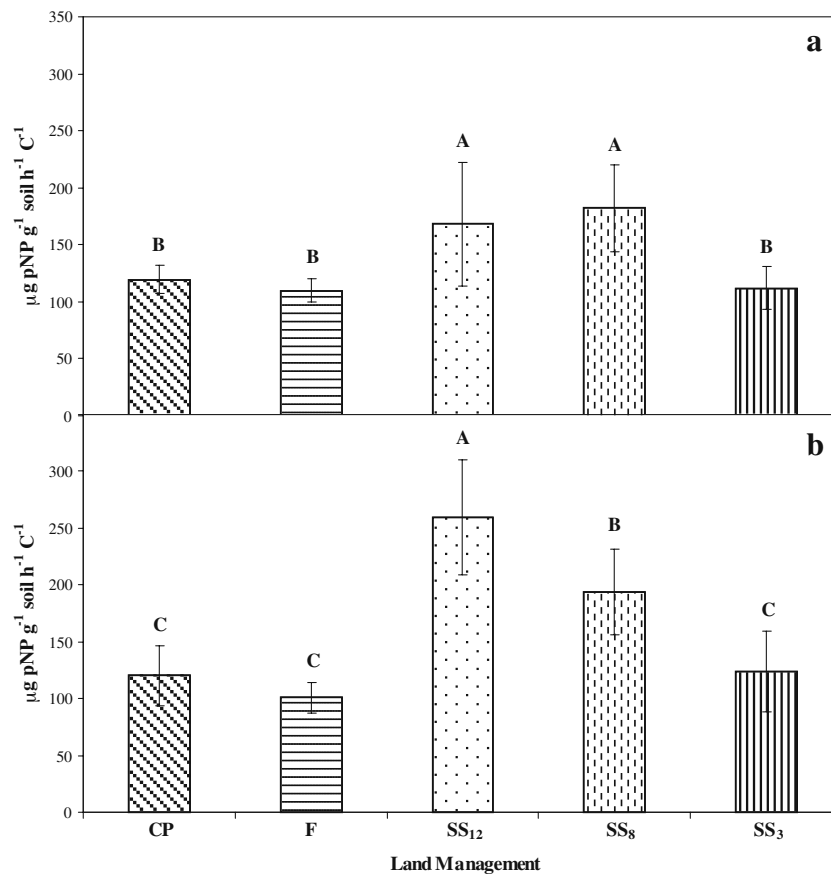 350
a
300
250
A
A
200
B
B
B
150
100
50
0
µg pNP g⁻¹ soil h⁻¹ C⁻¹
A
b
300
250
B
200
C
C
C
150
100
50
0
µg pNP g⁻¹ soil h⁻¹ C⁻¹
CP F SS₁₂ SS₈ SS₃
Land Management